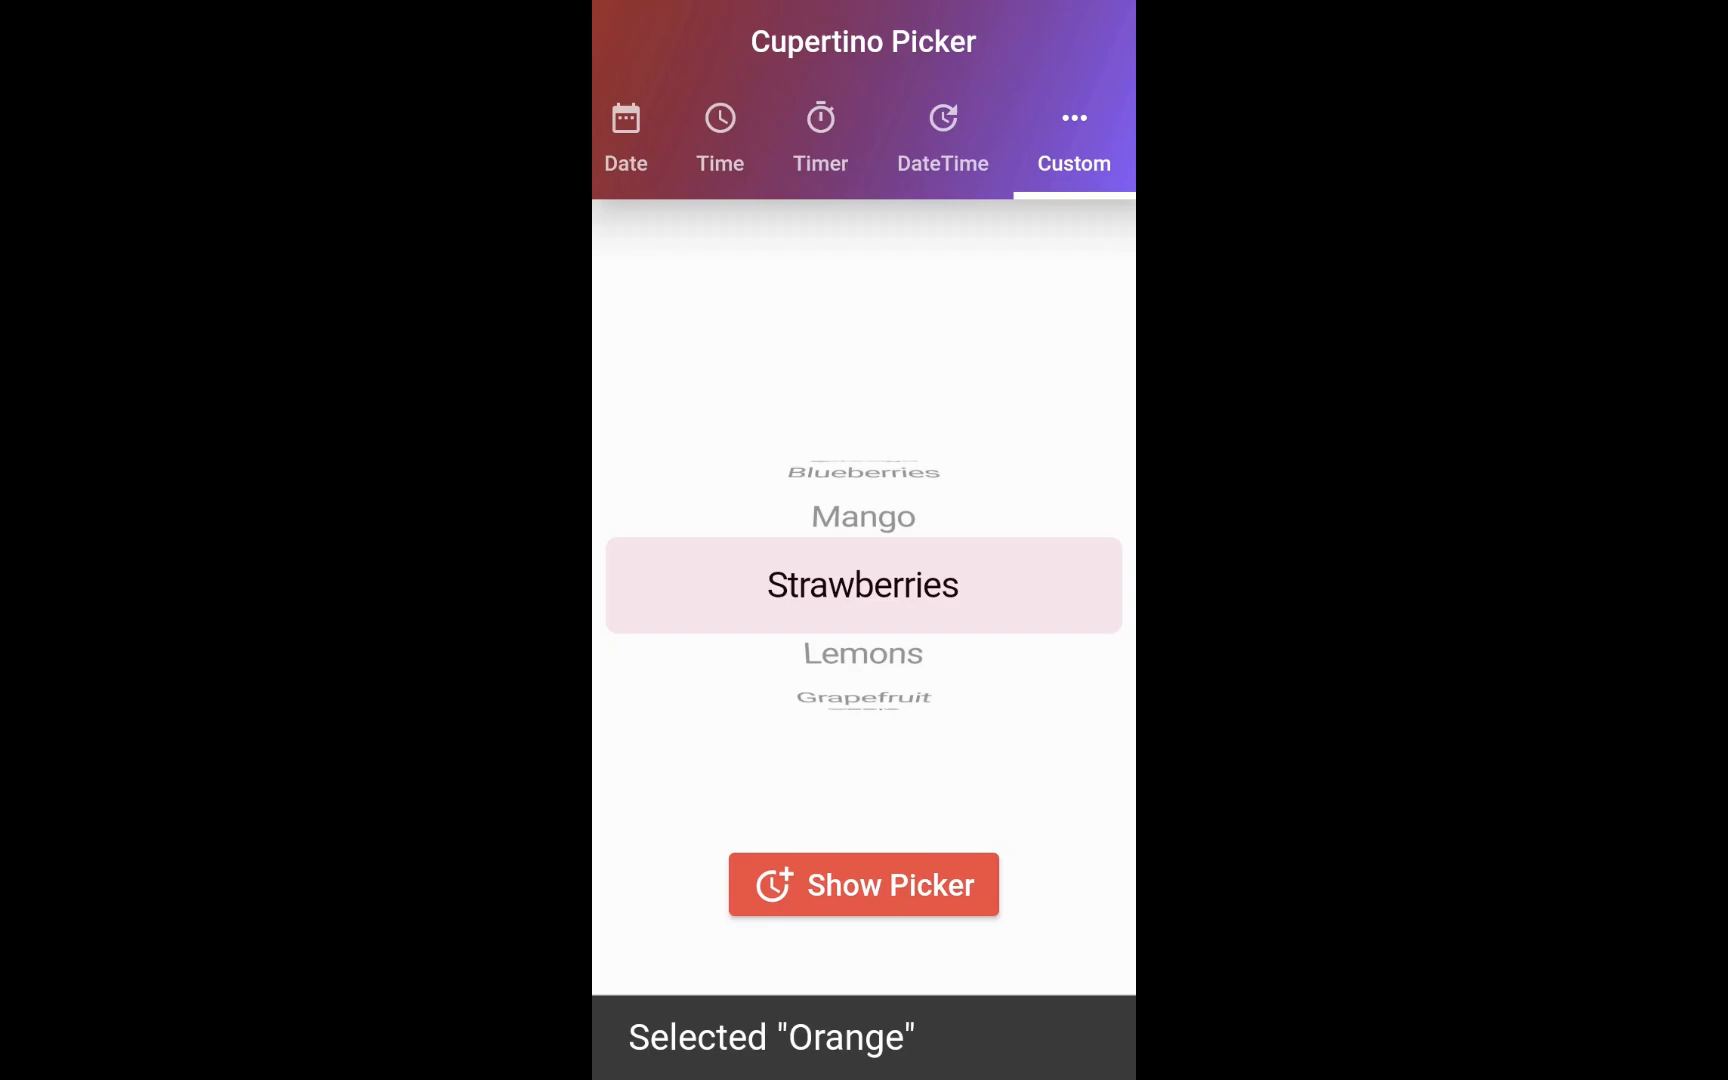 Cupertino Picker
Date Time Timer DateTime Custom
Blueberries
Mango
Strawberries
Lemons
Grapefruit
Show Picker
Selected "Orange"